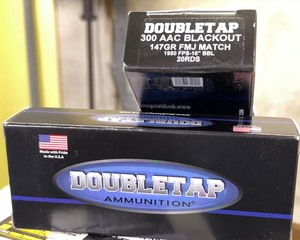 DOUBLETAP
300 AAC BLACKOUT
147GR FMJ MATCH
1950 FPS-16" BBL
20RDS
Made with Pride
in the U.S.A
DOUBLETAP
AMMUNITION®